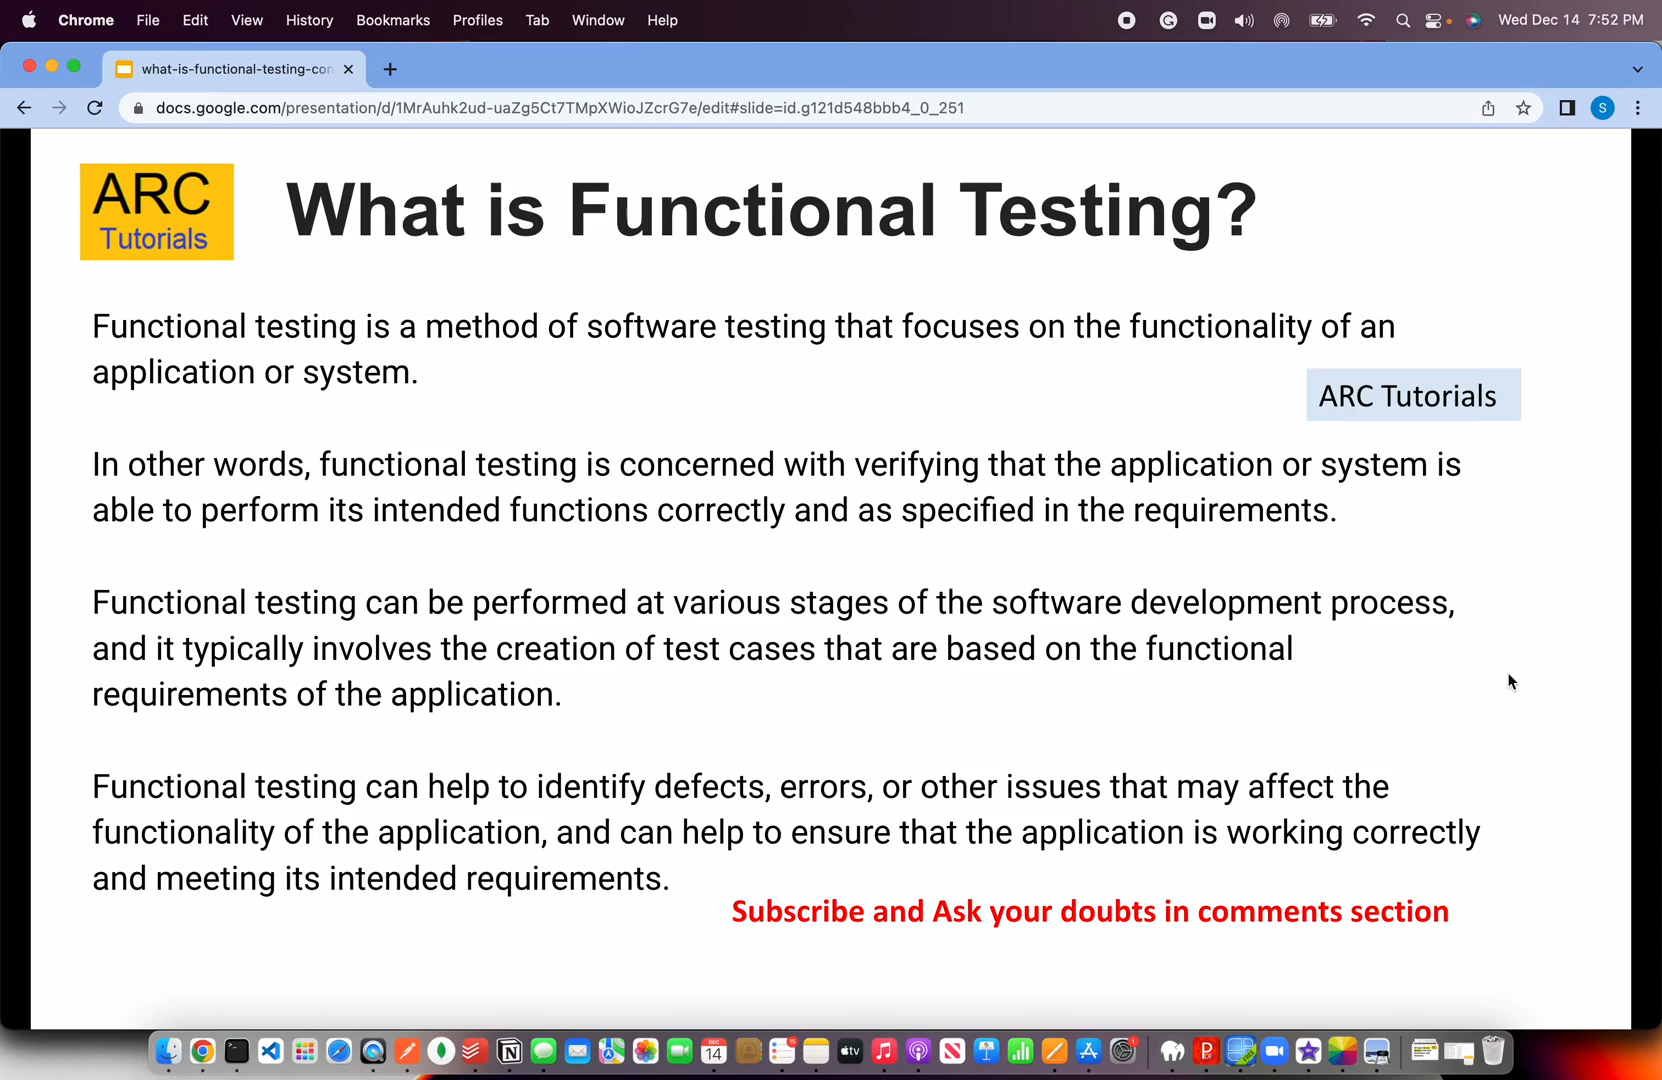 Chrome File Edit View History Bookmarks Profiles Tab Window Help Wed Dec 14 7:52 PM
what-is-functional-testing-con
docs.google.com/presentation/d/1MrAuhk2ud-uaZg5Ct7TMpXWioJZcrG7e/edit#slide=id.g121d548bbb4_0_251
S
ARC
Tutorials
What is Functional Testing?
Functional testing is a method of software testing that focuses on the functionality of an
application or system.
ARC Tutorials
In other words, functional testing is concerned with verifying that the application or system is
able to perform its intended functions correctly and as specified in the requirements.
Functional testing can be performed at various stages of the software development process,
and it typically involves the creation of test cases that are based on the functional
requirements of the application.
Functional testing can help to identify defects, errors, or other issues that may affect the
functionality of the application, and can help to ensure that the application is working correctly
and meeting its intended requirements.
Subscribe and Ask your doubts in comments section
DEC
14
tv